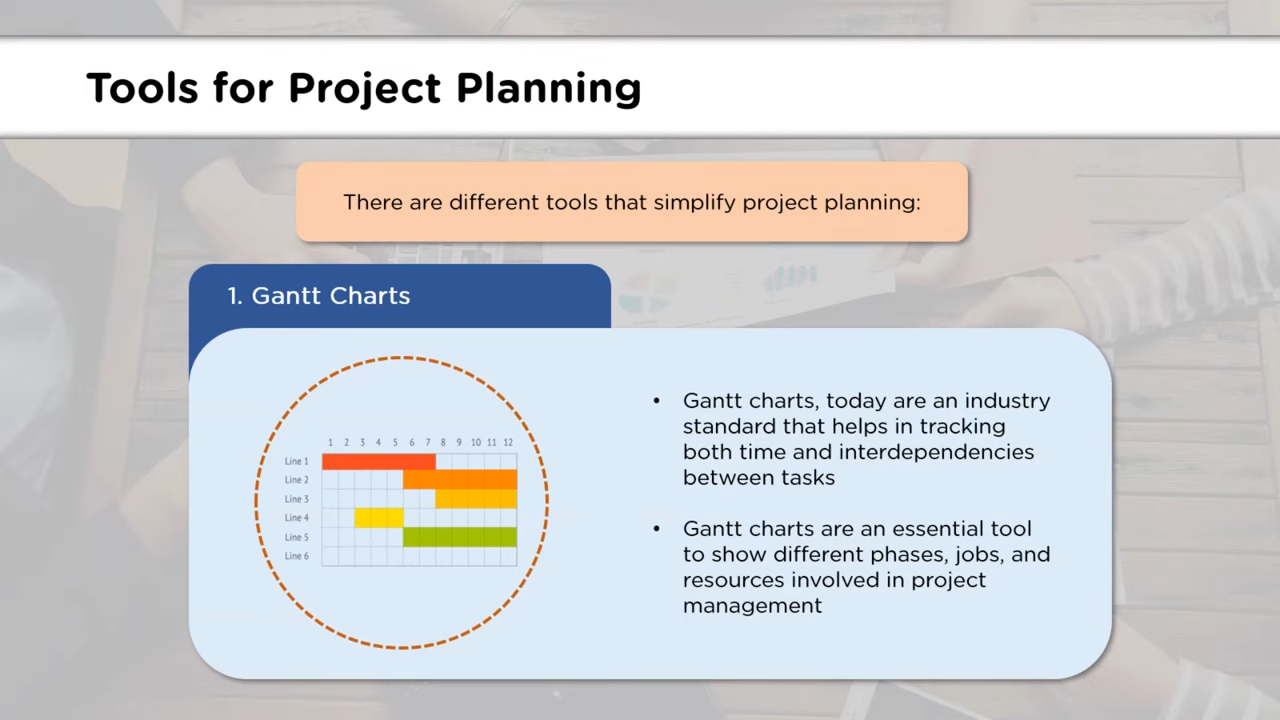 Tools for Project Planning
There are different tools that simplify project planning:
1. Gantt Charts
1 2 3 4 5 6 7 8 9 10 11 12
Line 1
Line 2
Line 3
Line 4
Line 5
Line 6
• Gantt charts, today are an industry
standard that helps in tracking
both time and interdependencies
between tasks
• Gantt charts are an essential tool
to show different phases, jobs, and
resources involved in project
management